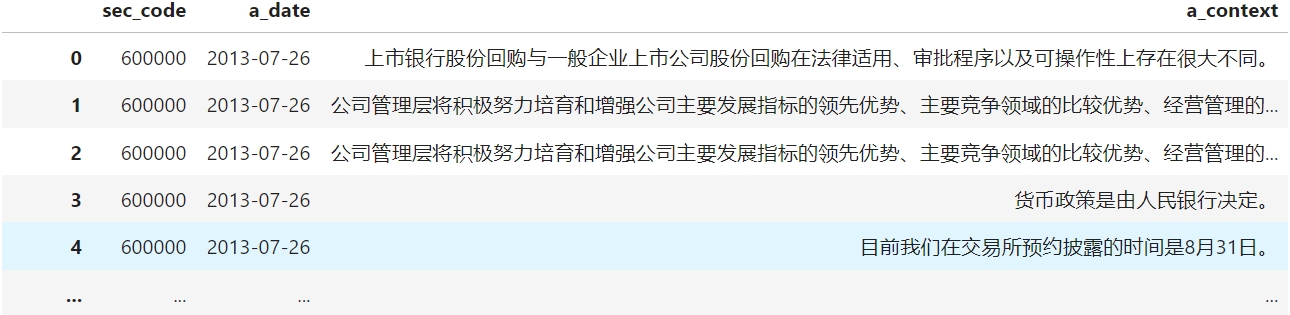 sec_code a_date a_context
0 600000 2013-07-26 上市银行股份回购与一般企业上市公司股份回购在法律适用、审批程序以及可操作性上存在很大不同。
1 600000 2013-07-26 公司管理层将积极努力培育和增强公司主要发展指标的领先优势、主要竞争领域的比较优势、经营管理的...
2 600000 2013-07-26 公司管理层将积极努力培育和增强公司主要发展指标的领先优势、主要竞争领域的比较优势、经营管理的...
3 600000 2013-07-26 货币政策是由人民银行决定。
4 600000 2013-07-26 目前我们在交易所预约披露的时间是8月31日。
... ... ... ...